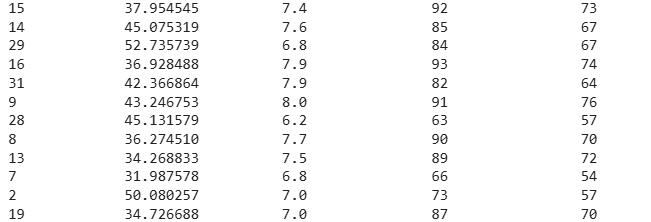 15 37.954545 7.4 92 73
14 45.075319 7.6 85 67
29 52.735739 6.8 84 67
16 36.928488 7.9 93 74
31 42.366864 7.9 82 64
9 43.246753 8.0 91 76
28 45.131579 6.2 63 57
8 36.274510 7.7 90 70
13 34.268833 7.5 89 72
7 31.987578 6.8 66 54
2 50.080257 7.0 73 57
19 34.726688 7.0 87 70